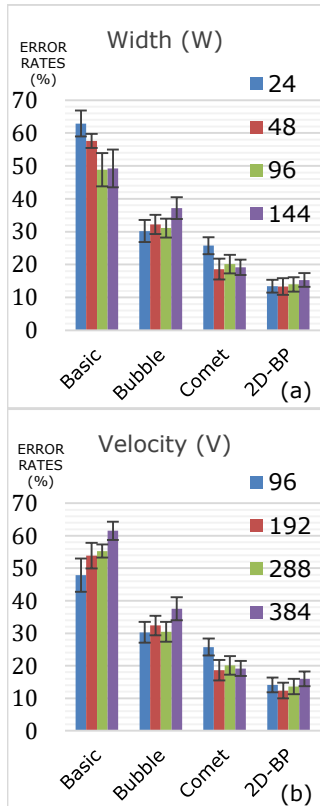 Width (W)
ERROR
RATES
(%)
70
60
50
40
30
20
10
0
24
48
96
144
Basic
Bubble
Comet
2D-BP
(a)
Velocity (V)
ERROR
RATES
(%)
70
60
50
40
30
20
10
0
96
192
288
384
Basic
Bubble
Comet
2D-BP
(b)